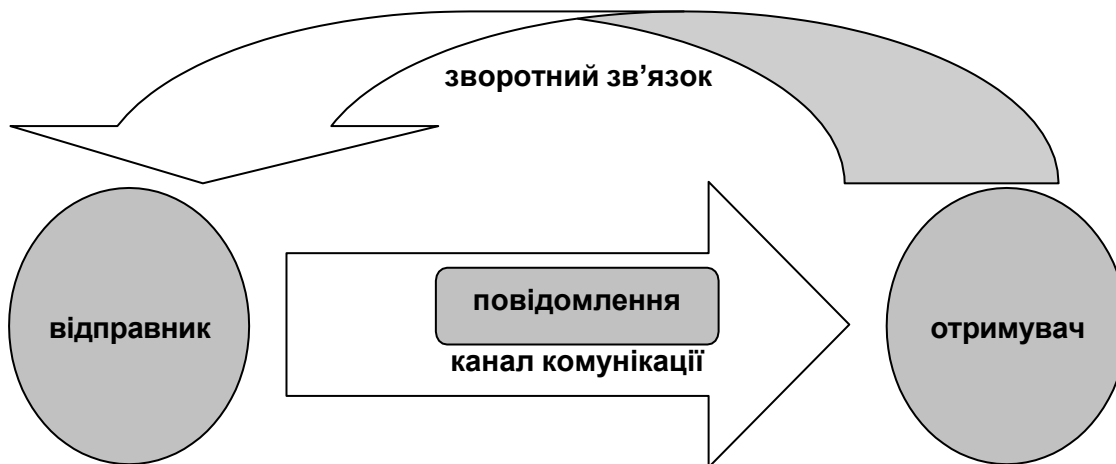 зворотний зв’язок
відправник
повідомлення
канал комунікації
отримувач